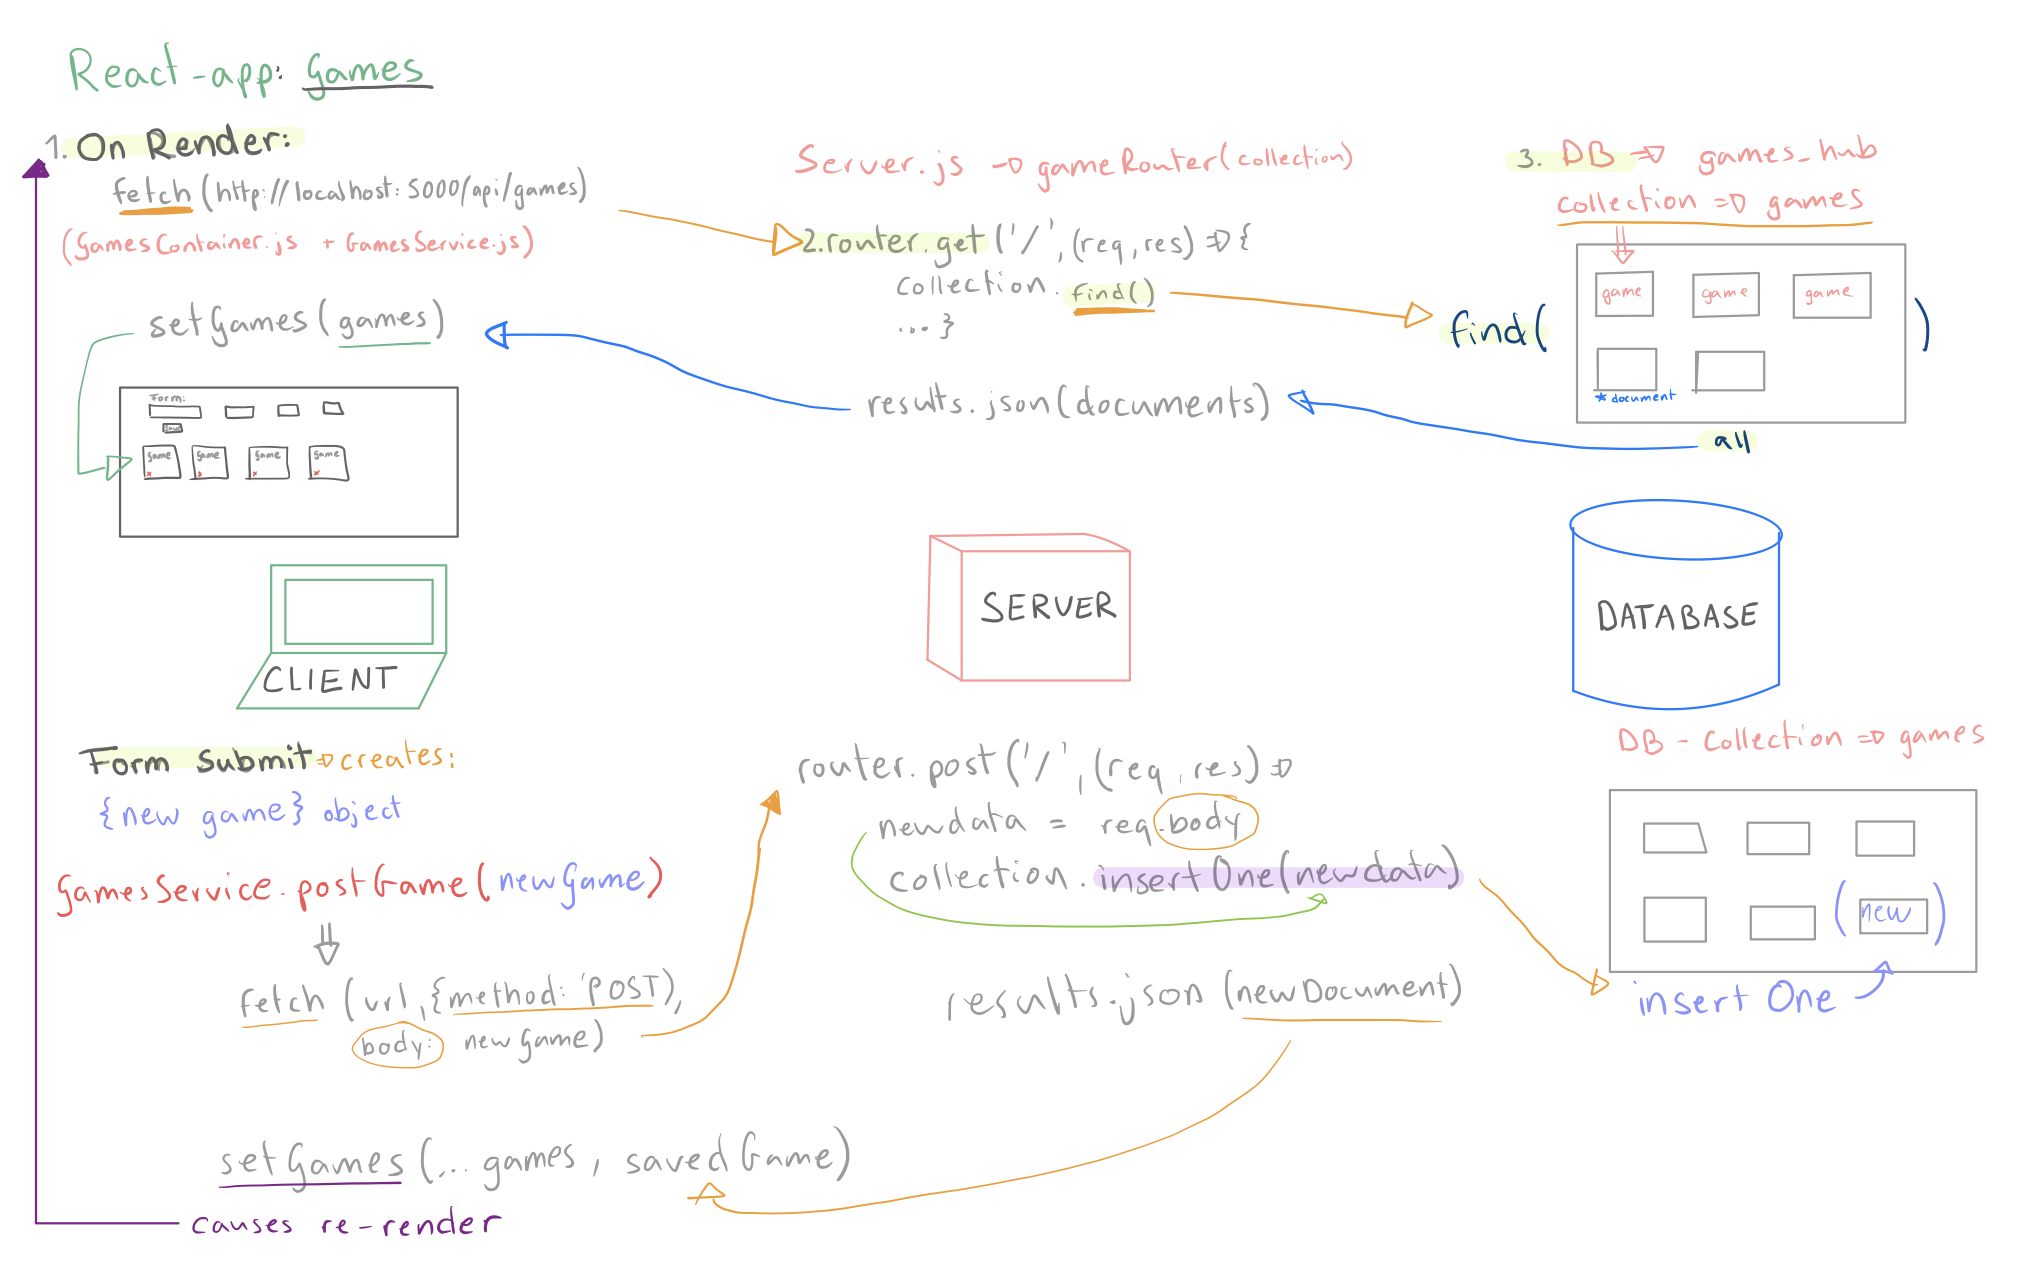 React-app: Games
1. On Render:
fetch (http://localhost:5000/api/games)
(GamesContainer.js + GamesService.js)
setGames (games)
Form:
Save
game game game game
CLIENT
Server.js => gameRouter(collection)
2.router.get('/', (req, res) => {
collection. find()
... }
results.json(documents)
SERVER
3. DB => games_hub
collection => games
game game game
find( )
* document
all
DATABASE
Form Submit => creates:
{new game} object
GamesService.postGame(newGame)
fetch (url, {method: 'POST),
body: newGame)
setGames (... games, savedGame)
causes re-render
router.post('/', (req, res) =>
newdata = req.body
collection. insertOne(newdata)
results.json (newDocument)
DB - Collection => games
(new)
insert One